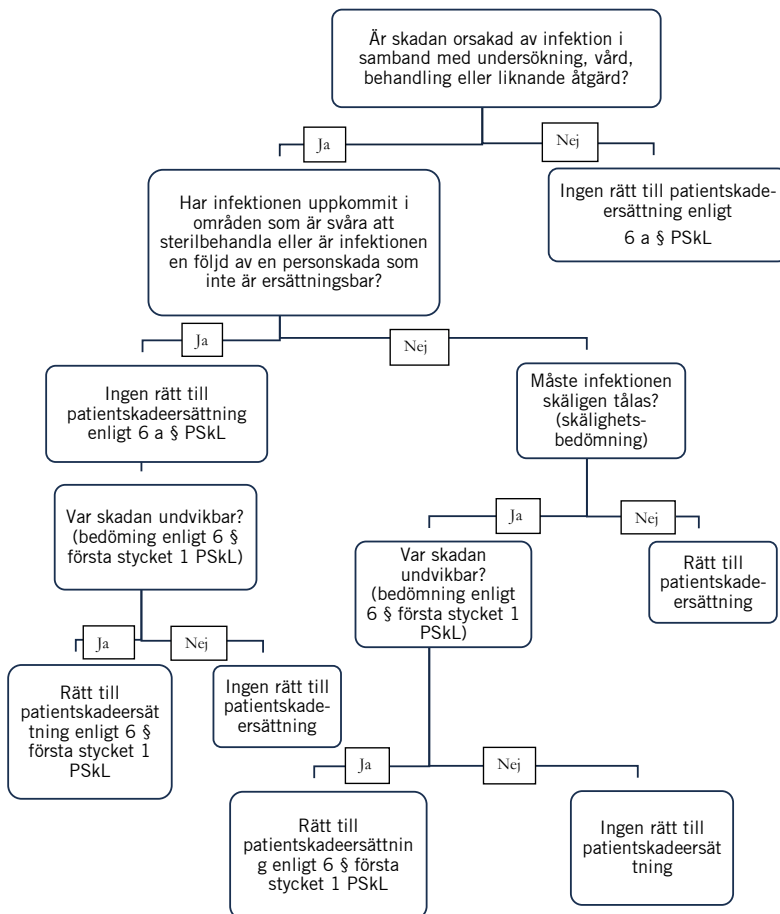 Är skadan orsakad av infektion i
samband med undersökning, vård,
behandling eller liknande åtgärd?
Ja
Nej
Har infektionen uppkommit i
områden som är svåra att
sterilbehandla eller är infektionen
en följd av en personskada som
inte är ersättningsbar?
Ingen rätt till patientskade-
ersättning enligt
6 a § PSkL
Ja
Nej
Ingen rätt till
patientskadeersättning
enligt 6 a § PSkL
Måste infektionen
skäligen tålas?
(skälighets-
bedömning)
Var skadan undvikbar?
(bedöming enligt 6 §
första stycket 1 PSkL)
Ja
Nej
Var skadan
undvikbar?
(bedömning enligt
6 § första stycket 1
PSkL)
Rätt till
patientskade-
ersättning
Ja
Nej
Rätt till
patientskadeersät
tning enligt 6 §
första stycket 1
PSkL
Ingen rätt till
patientskade-
ersättning
Ja
Nej
Rätt till
patientskadeersättnin
g enligt 6 § första
stycket 1 PSkL
Ingen rätt till
patientskadeersät
tning